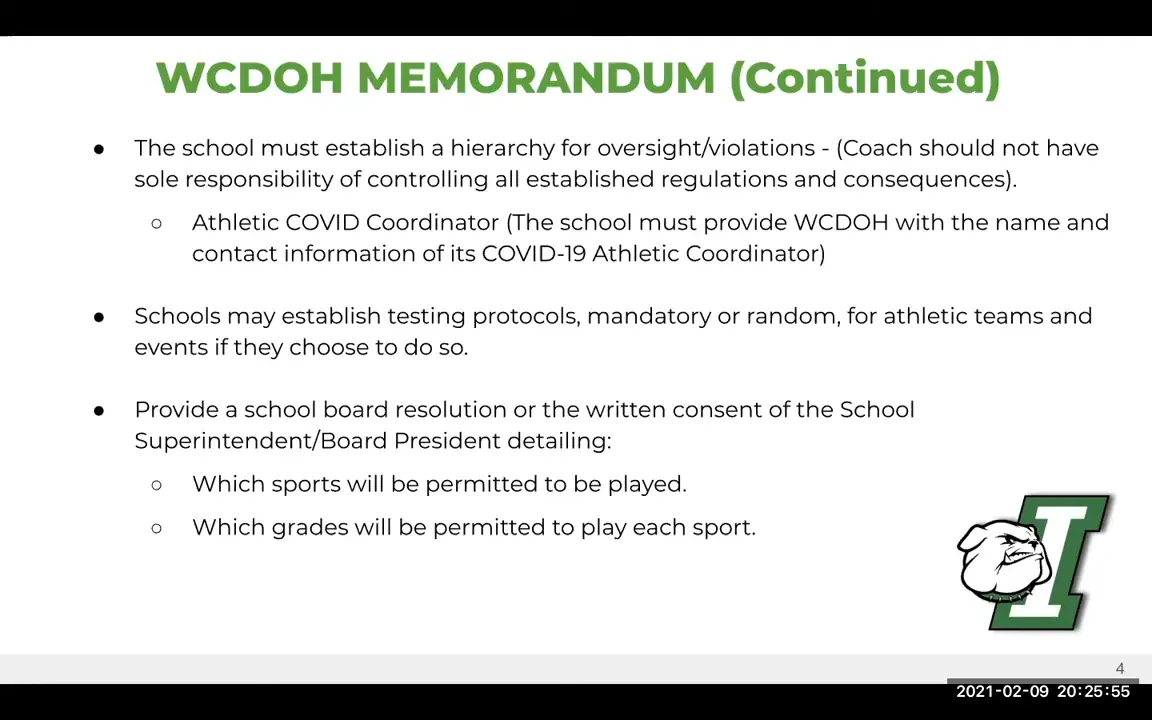 WCDOH MEMORANDUM (Continued)
● The school must establish a hierarchy for oversight/violations - (Coach should not have
sole responsibility of controlling all established regulations and consequences).
○ Athletic COVID Coordinator (The school must provide WCDOH with the name and
contact information of its COVID-19 Athletic Coordinator)
● Schools may establish testing protocols, mandatory or random, for athletic teams and
events if they choose to do so.
● Provide a school board resolution or the written consent of the School
Superintendent/Board President detailing:
○ Which sports will be permitted to be played.
○ Which grades will be permitted to play each sport.
I
4
2021-02-09 20:25:55